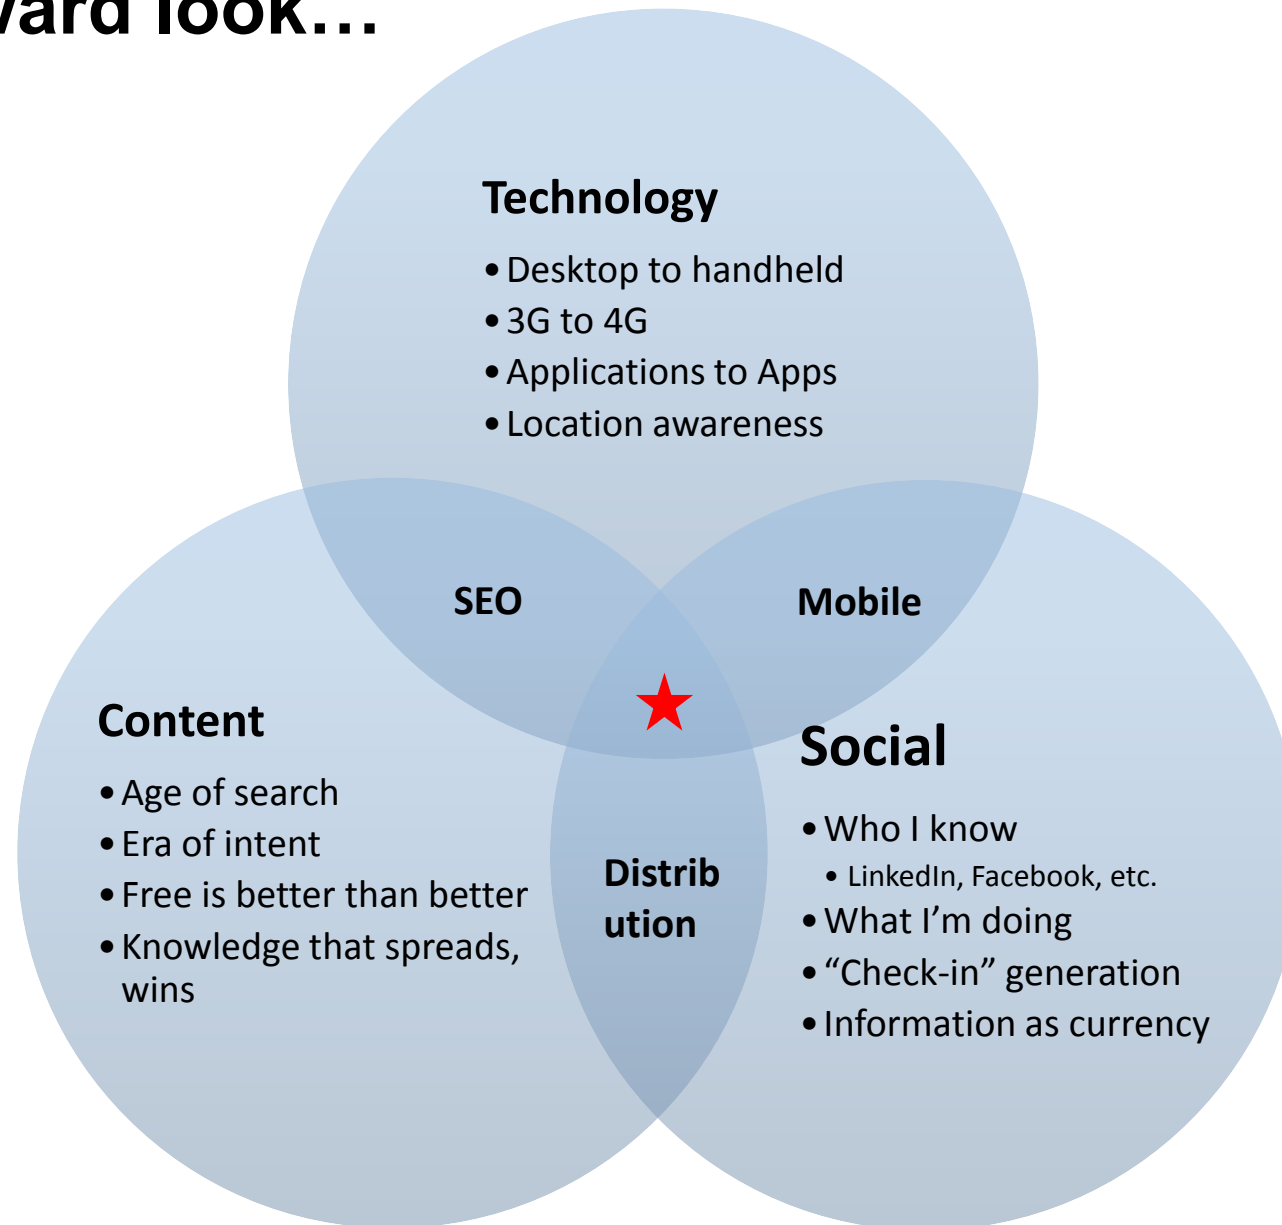 ward look…
Technology
• Desktop to handheld
• 3G to 4G
• Applications to Apps
• Location awareness
SEO
Mobile
Content
• Age of search
• Era of intent
• Free is better than better
• Knowledge that spreads,
wins
Distrib
ution
Social
• Who I know
• LinkedIn, Facebook, etc.
• What I’m doing
• “Check-in” generation
• Information as currency